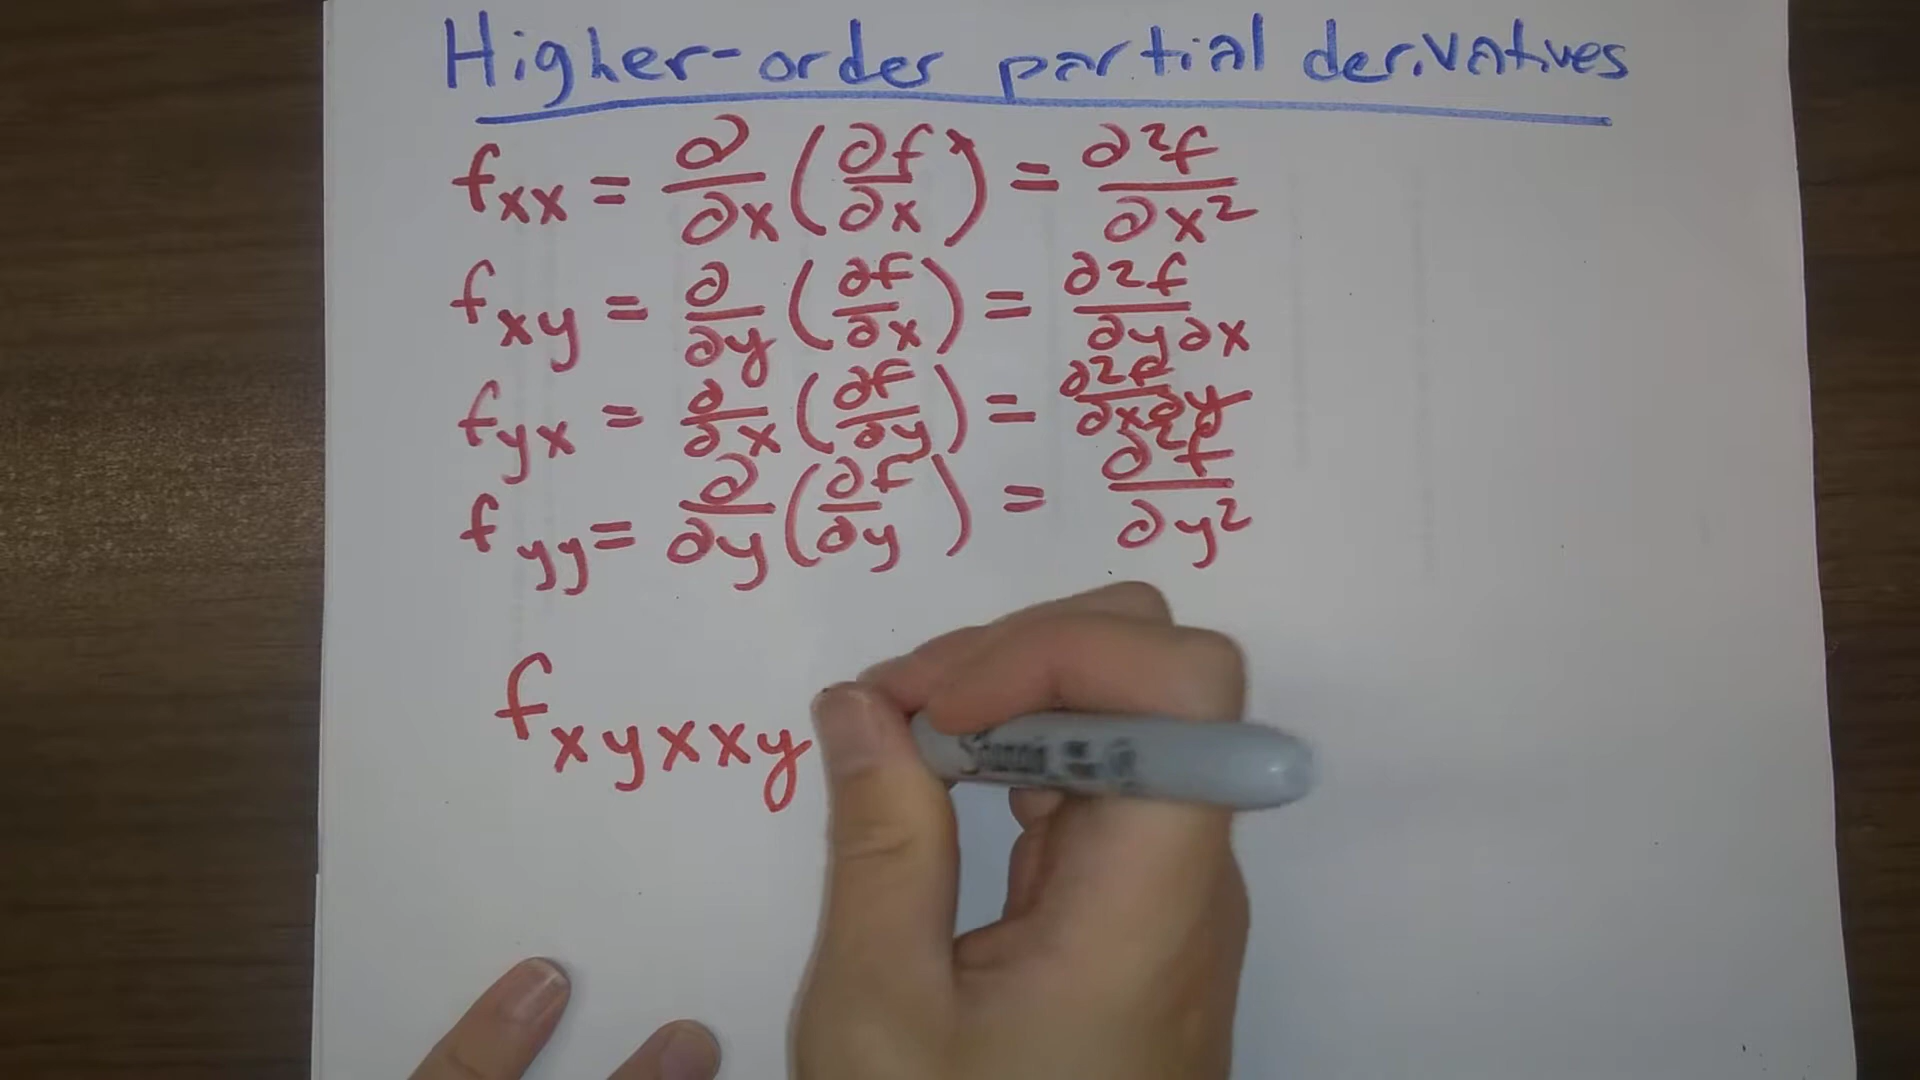 Higher-order partial derivatives
fxx = ∂/∂x (∂f/∂x) = ∂²f/∂x²
fxy = ∂/∂y (∂f/∂x) = ∂²f/∂y∂x
fyx = ∂/∂x (∂f/∂y) = ∂²f/∂x∂y
fyy = ∂/∂y (∂f/∂y) = ∂²f/∂y²
fxyxxy